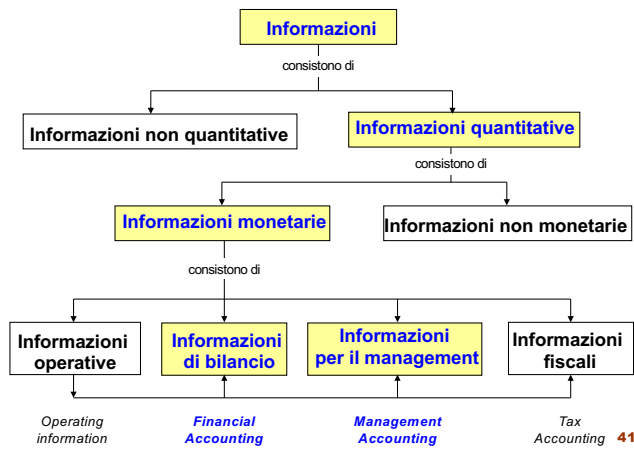 Informazioni
consistono di
Informazioni non quantitative
Informazioni quantitative
consistono di
Informazioni monetarie
Informazioni non monetarie
consistono di
Informazioni
operative
Informazioni
di bilancio
Informazioni
per il management
Informazioni
fiscali
Operating
information
Financial
Accounting
Management
Accounting
Tax
Accounting
41